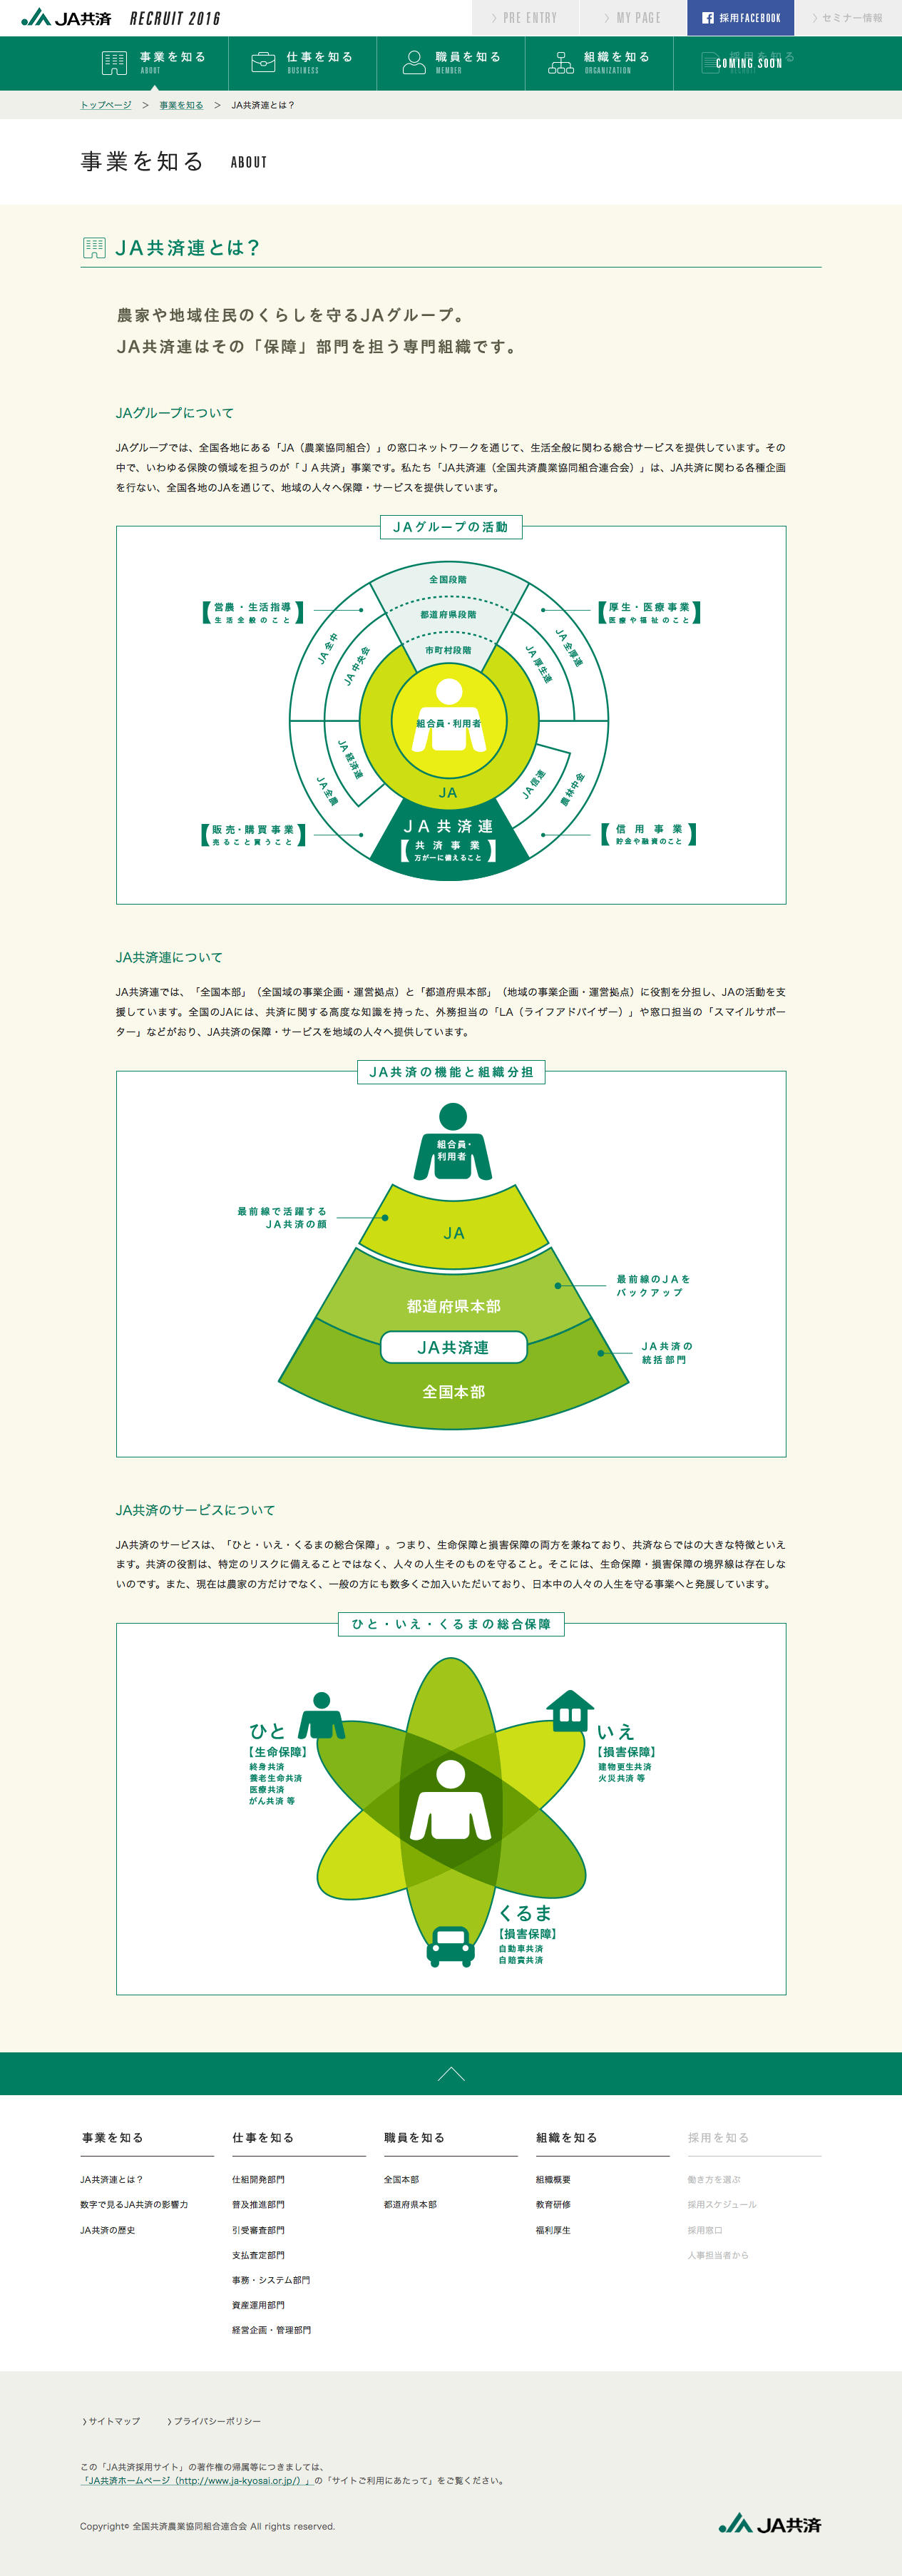 JA共済 RECRUIT 2016
PRE ENTRY
MY PAGE
採用FACEBOOK
セミナー情報
事業を知る
ABOUT
仕事を知る
BUSINESS
職員を知る
MEMBER
組織を知る
ORGANIZATION
採用を知る
COMING SOON
トップページ > 事業を知る > JA共済連とは?
事業を知る ABOUT
JA共済連とは?
農家や地域住民のくらしを守るJAグループ。
JA共済連はその「保障」部門を担う専門組織です。
JAグループについて
JAグループでは、全国各地にある「JA(農業協同組合)」の窓口ネットワークを通じて、生活全般に関わる総合サービスを提供しています。その
中で、いわゆる保険の領域を担うのが「JA共済」事業です。私たち「JA共済連(全国共済農業協同組合連合会)」は、JA共済に関わる各種企画
を行ない、全国各地のJAを通じて、地域の人々へ保障・サービスを提供しています。
JAグループの活動
全国段階
都道府県段階
市町村段階
【営農・生活指導】
生活全般のこと
【厚生・医療事業】
医療や福祉のこと
JA全中
JA中央会
JA厚生連
JA全厚連
組合員・利用者
JA
JA経済連
JA全農
JA信連
農林中金
【販売・購買事業】
売ること買うこと
JA共済連
【共済事業】
万が一に備えること
【信用事業】
貯金や融資のこと
JA共済連について
JA共済連では、「全国本部」(全国域の事業企画・運営拠点)と「都道府県本部」(地域の事業企画・運営拠点)に役割を分担し、JAの活動を支
援しています。全国のJAには、共済に関する高度な知識を持った、外務担当の「LA(ライフアドバイザー)」や窓口担当の「スマイルサポー
ター」などがおり、JA共済の保障・サービスを地域の人々へ提供しています。
JA共済の機能と組織分担
組合員・
利用者
最前線で活躍する
JA共済の顔
JA
最前線のJAを
バックアップ
都道府県本部
JA共済連
JA共済の
統括部門
全国本部
JA共済のサービスについて
JA共済のサービスは、「ひと・いえ・くるまの総合保障」。つまり、生命保障と損害保障の両方を兼ねており、共済ならではの大きな特徴といえ
ます。共済の役割は、特定のリスクに備えることではなく、人々の人生そのものを守ること。そこには、生命保障・損害保障の境界線は存在しな
いのです。また、現在は農家の方だけでなく、一般の方にも数多くご加入いただいており、日本中の人々の人生を守る事業へと発展しています。
ひと・いえ・くるまの総合保障
ひと
【生命保障】
終身共済
養老生命共済
医療共済
がん共済 等
いえ
【損害保障】
建物更生共済
火災共済 等
くるま
【損害保障】
自動車共済
自賠責共済
事業を知る
JA共済連とは?
数字で見るJA共済の影響力
JA共済の歴史
仕事を知る
仕組開発部門
普及推進部門
引受審査部門
支払査定部門
事務・システム部門
資産運用部門
経営企画・管理部門
職員を知る
全国本部
都道府県本部
組織を知る
組織概要
教育研修
福利厚生
採用を知る
働き方を選ぶ
採用スケジュール
採用窓口
人事担当者から
サイトマップ
プライバシーポリシー
この「JA共済採用サイト」の著作権の帰属等につきましては、
「JA共済ホームページ(http://www.ja-kyosai.or.jp/)」の「サイトご利用にあたって」をご覧ください。
Copyright© 全国共済農業協同組合連合会 All rights reserved.
JA共済